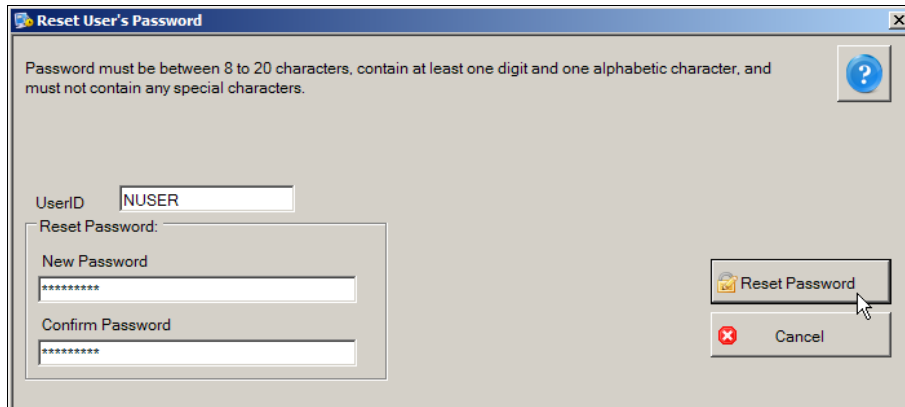 Reset User's Password
Password must be between 8 to 20 characters, contain at least one digit and one alphabetic character, and
must not contain any special characters.
UserID
NUSER
Reset Password:
New Password
*********
Reset Password
Confirm Password
*********
Cancel